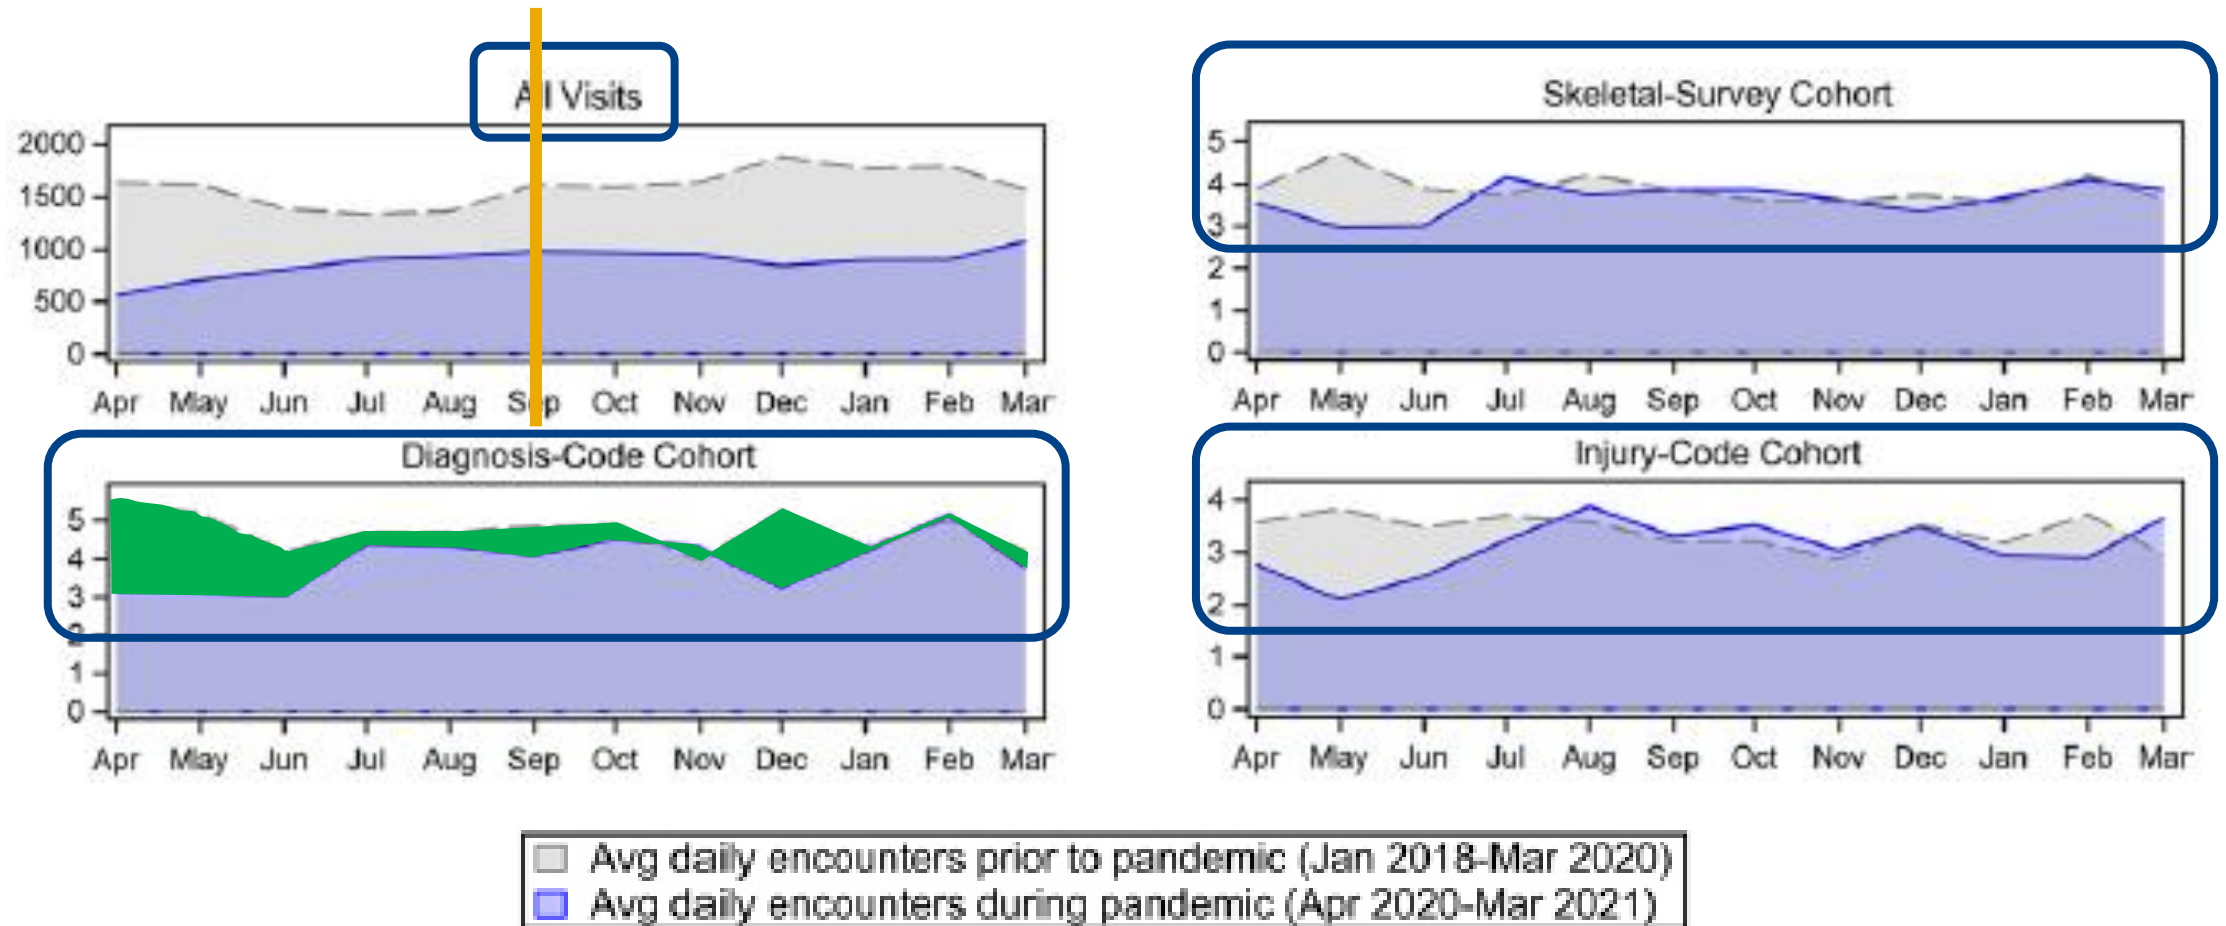 All Visits
2000
1500
1000
500
0
Apr May Jun Jul Aug Sep Oct Nov Dec Jan Feb Mar
Skeletal-Survey Cohort
5
4
3
2
1
0
Apr May Jun Jul Aug Sep Oct Nov Dec Jan Feb Mar
Diagnosis-Code Cohort
5
4
3
2
1
0
Apr May Jun Jul Aug Sep Oct Nov Dec Jan Feb Mar
Injury-Code Cohort
4
3
2
1
0
Apr May Jun Jul Aug Sep Oct Nov Dec Jan Feb Mar
Avg daily encounters prior to pandemic (Jan 2018-Mar 2020)
Avg daily encounters during pandemic (Apr 2020-Mar 2021)